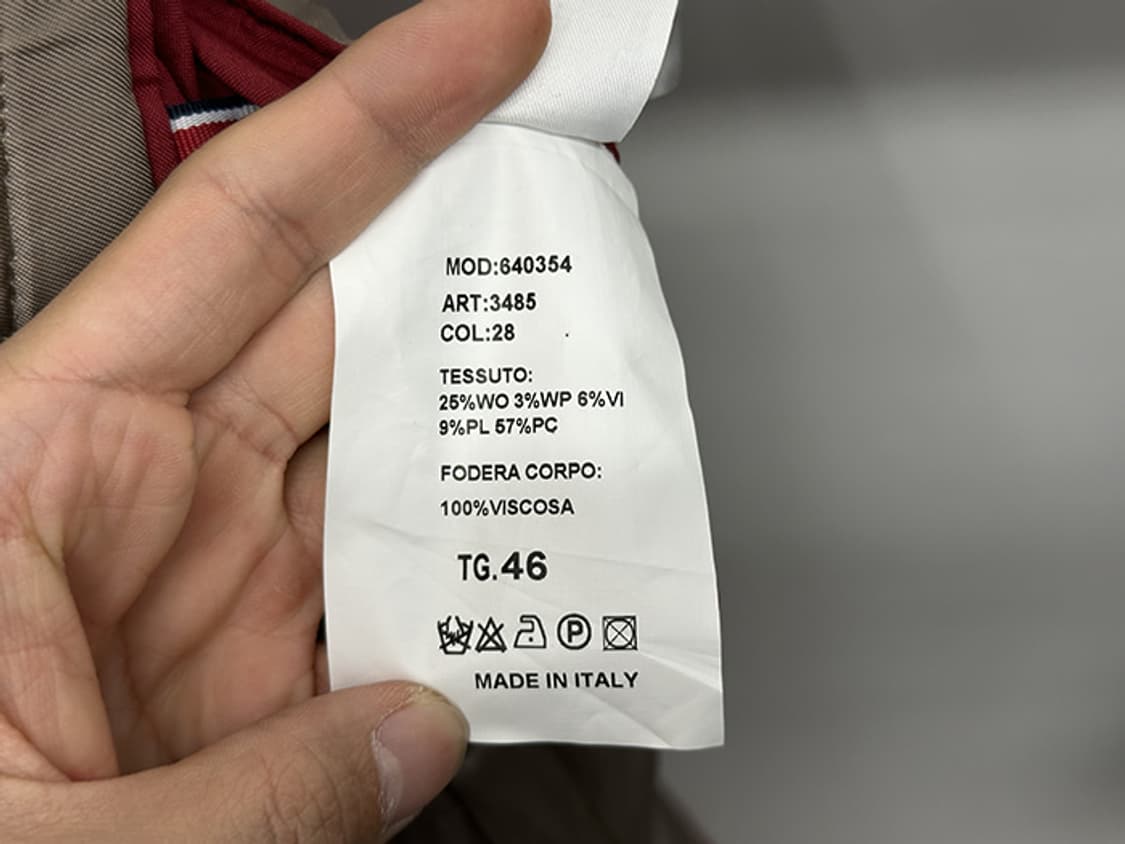 MOD:640354
ART:3485
COL:28
TESSUTO:
25%WO 3%WP 6%VI
9%PL 57%PC
FODERA CORPO:
100%VISCOSA
TG.46
P
MADE IN ITALY